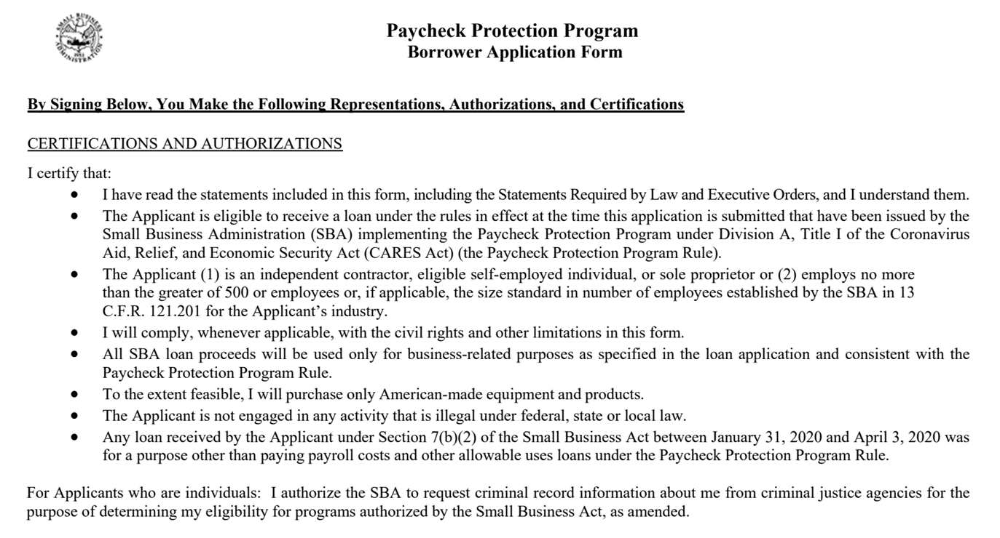 SMALL BUSINESS
ADMINISTRATION
1953
Paycheck Protection Program
Borrower Application Form
By Signing Below, You Make the Following Representations, Authorizations, and Certifications
CERTIFICATIONS AND AUTHORIZATIONS
I certify that:
● I have read the statements included in this form, including the Statements Required by Law and Executive Orders, and I understand them.
● The Applicant is eligible to receive a loan under the rules in effect at the time this application is submitted that have been issued by the
Small Business Administration (SBA) implementing the Paycheck Protection Program under Division A, Title I of the Coronavirus
Aid, Relief, and Economic Security Act (CARES Act) (the Paycheck Protection Program Rule).
● The Applicant (1) is an independent contractor, eligible self-employed individual, or sole proprietor or (2) employs no more
than the greater of 500 or employees or, if applicable, the size standard in number of employees established by the SBA in 13
C.F.R. 121.201 for the Applicant’s industry.
● I will comply, whenever applicable, with the civil rights and other limitations in this form.
● All SBA loan proceeds will be used only for business-related purposes as specified in the loan application and consistent with the
Paycheck Protection Program Rule.
● To the extent feasible, I will purchase only American-made equipment and products.
● The Applicant is not engaged in any activity that is illegal under federal, state or local law.
● Any loan received by the Applicant under Section 7(b)(2) of the Small Business Act between January 31, 2020 and April 3, 2020 was
for a purpose other than paying payroll costs and other allowable uses loans under the Paycheck Protection Program Rule.
For Applicants who are individuals: I authorize the SBA to request criminal record information about me from criminal justice agencies for the
purpose of determining my eligibility for programs authorized by the Small Business Act, as amended.